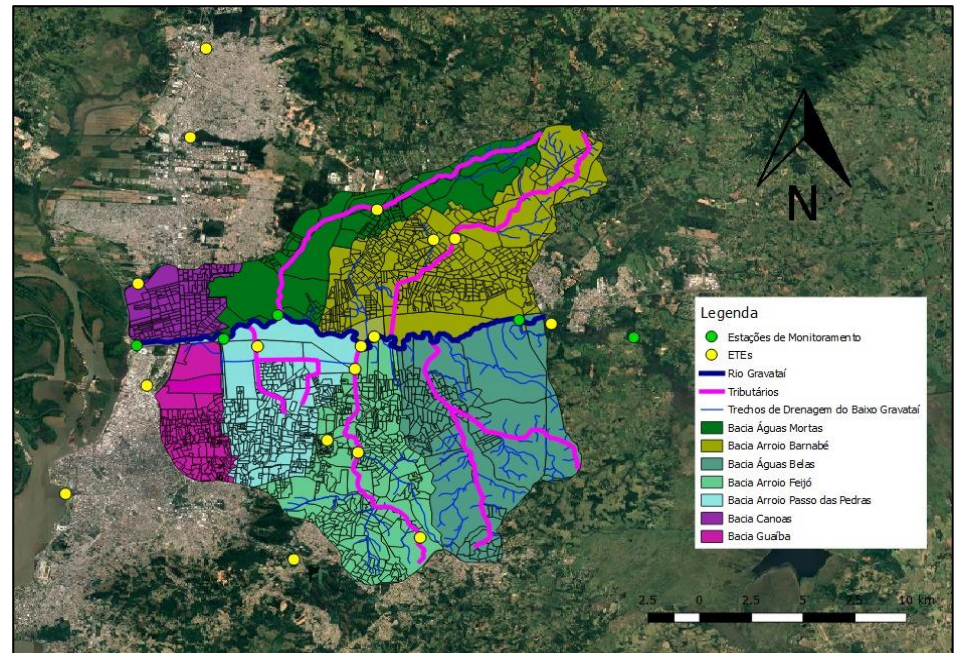 N
Legenda
Estações de Monitoramento
ETEs
Rio Gravataí
Tributários
Trechos de Drenagem do Baixo Gravataí
Bacia Águas Mortas
Bacia Arroio Barnabé
Bacia Águas Belas
Bacia Arroio Feijó
Bacia Arroio Passo das Pedras
Bacia Canoas
Bacia Guaíba
2.5 0 2.5 5 7.5 10 km